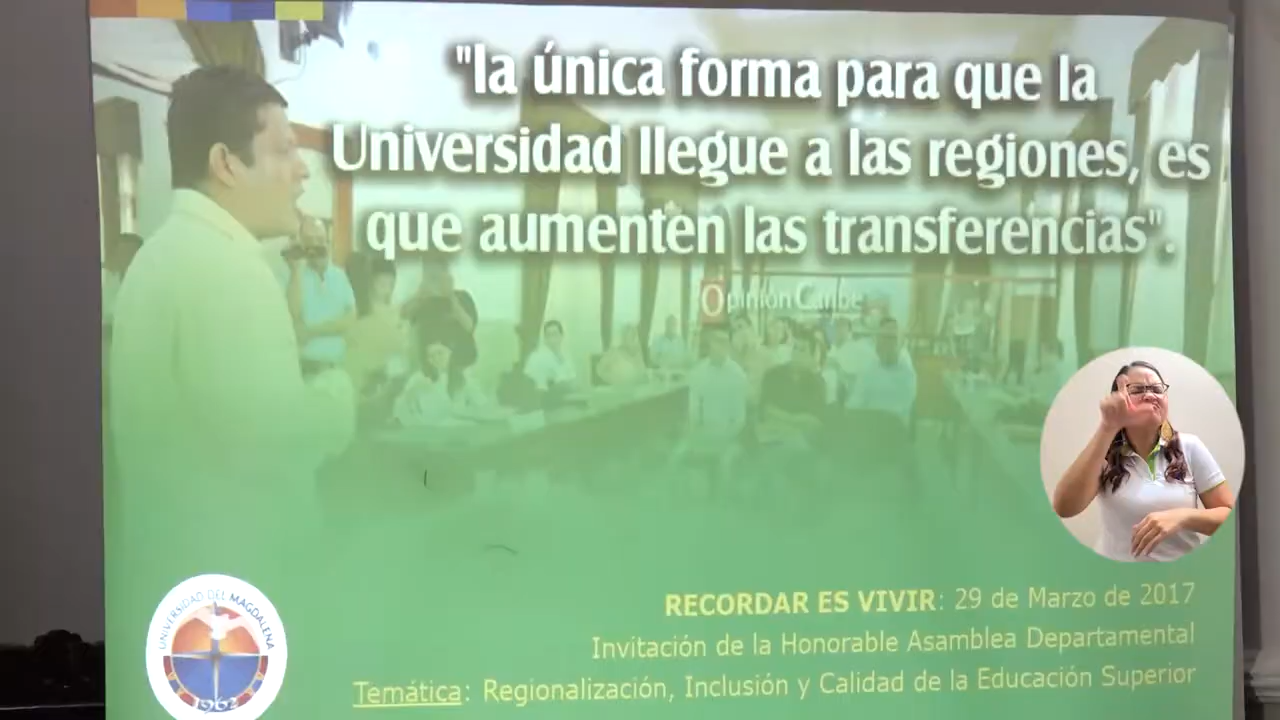 "la única forma para que la
Universidad llegue a las regiones, es
que aumenten las transferencias".
Opinión Caribe
UNIVERSIDAD DEL MAGDALENA
1962
RECORDAR ES VIVIR: 29 de Marzo de 2017
Invitación de la Honorable Asamblea Departamental
Temática: Regionalización, Inclusión y Calidad de la Educación Superior